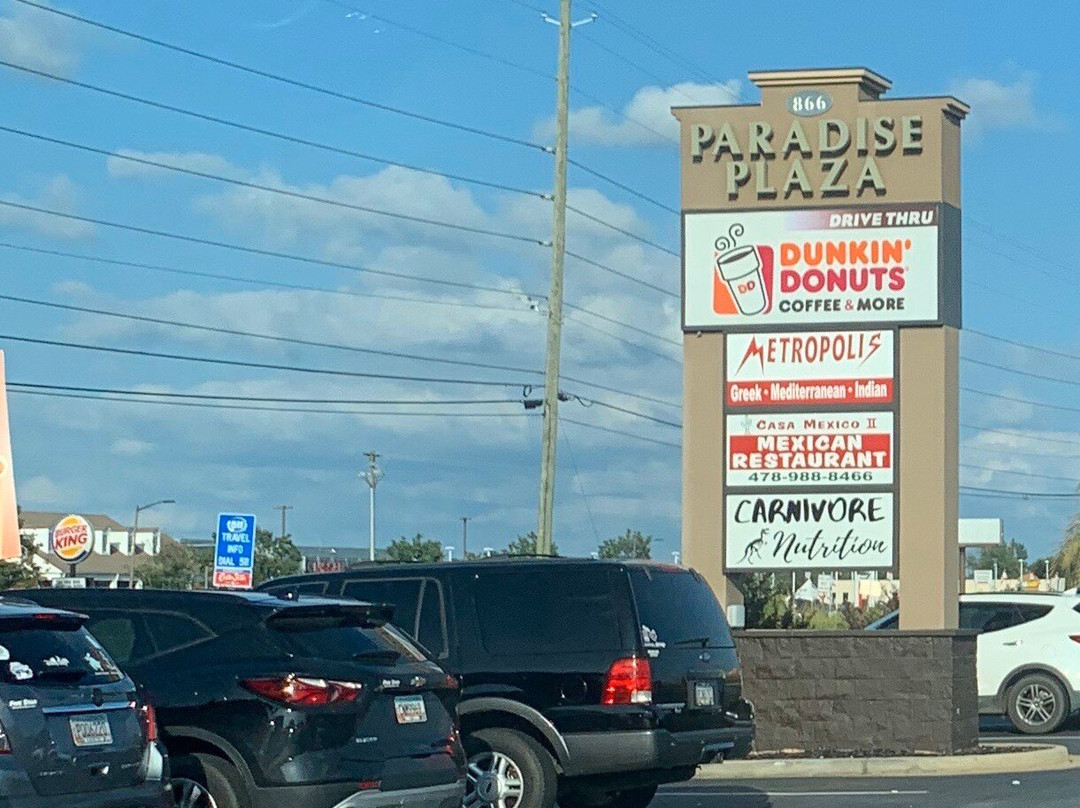 866
PARADISE
PLAZA
DRIVE THRU
DD
DUNKIN'
DONUTS
COFFEE & MORE
METROPOLIS
Greek • Mediterranean • Indian
CASA MEXICO II
MEXICAN
RESTAURANT
478-988-8466
CARNIVORE
Nutrition
BURGER
KING
TRAVEL
INFO
DIAL 511